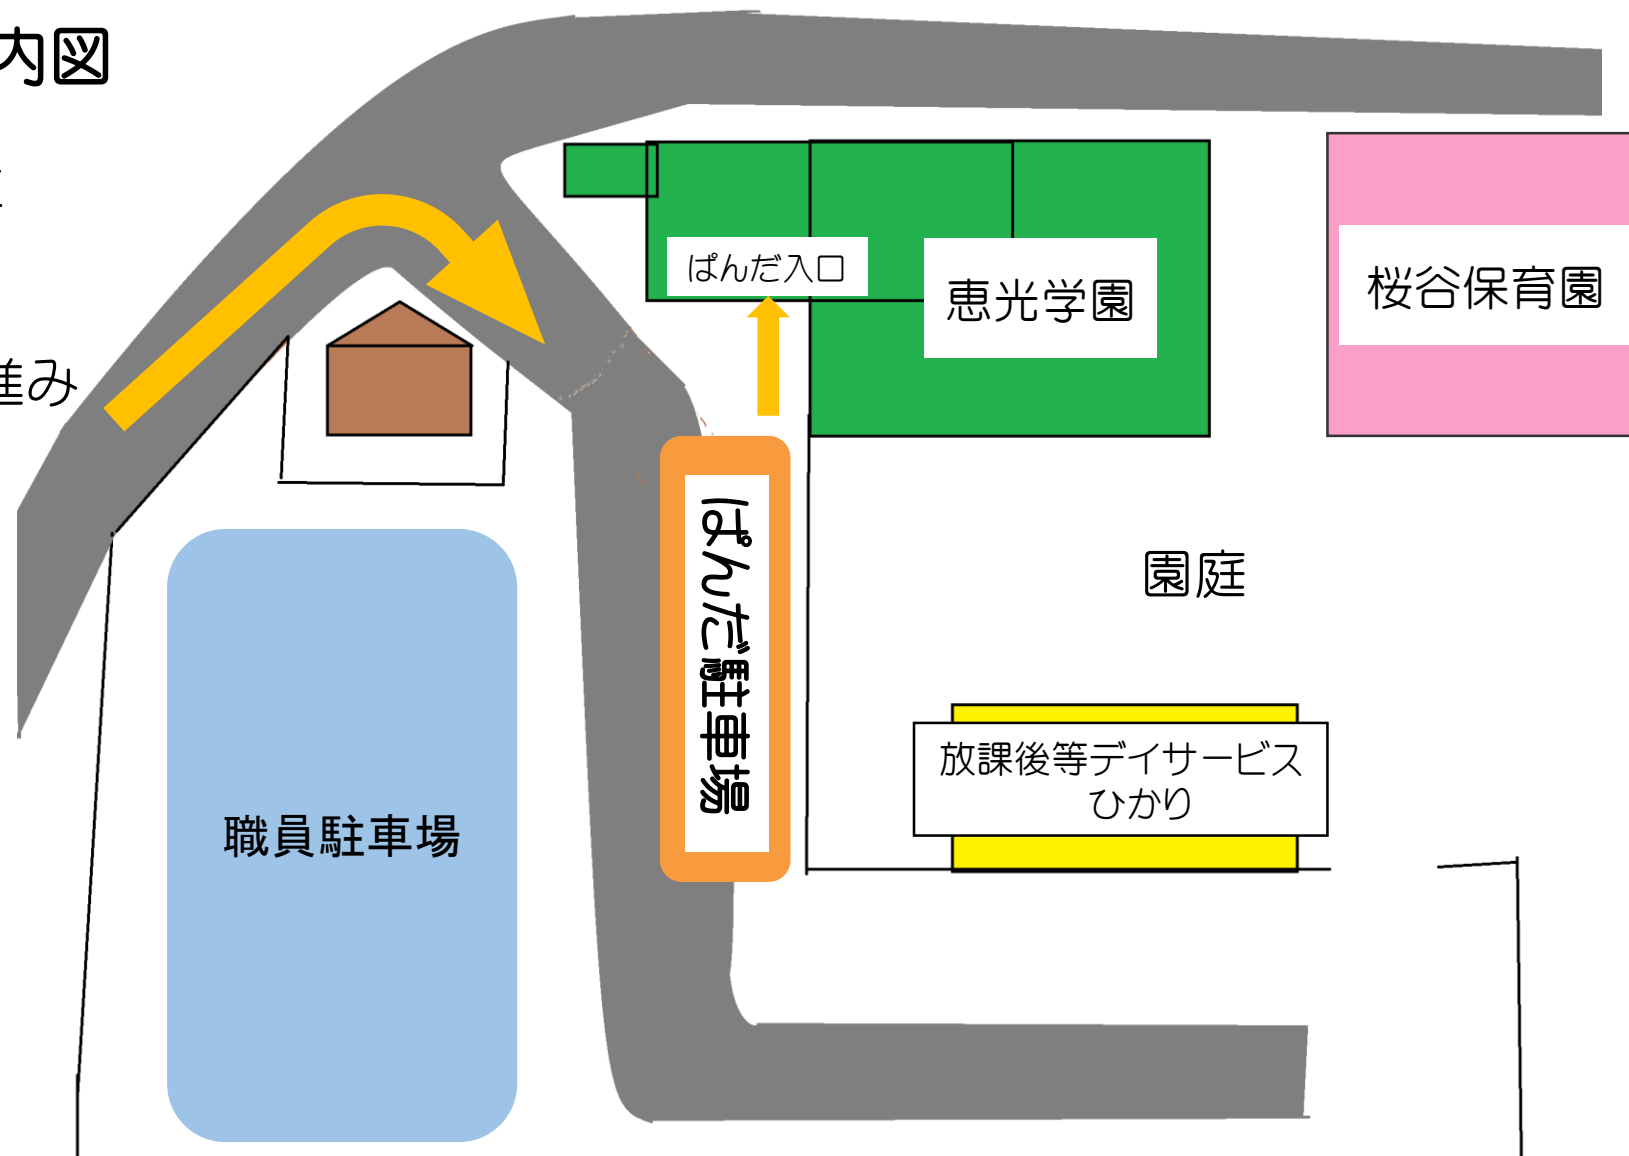 内図
進み
ぱんだ入口
恵光学園
桜谷保育園
ぱんだ駐車場
園庭
放課後等デイサービス
ひかり
職員駐車場